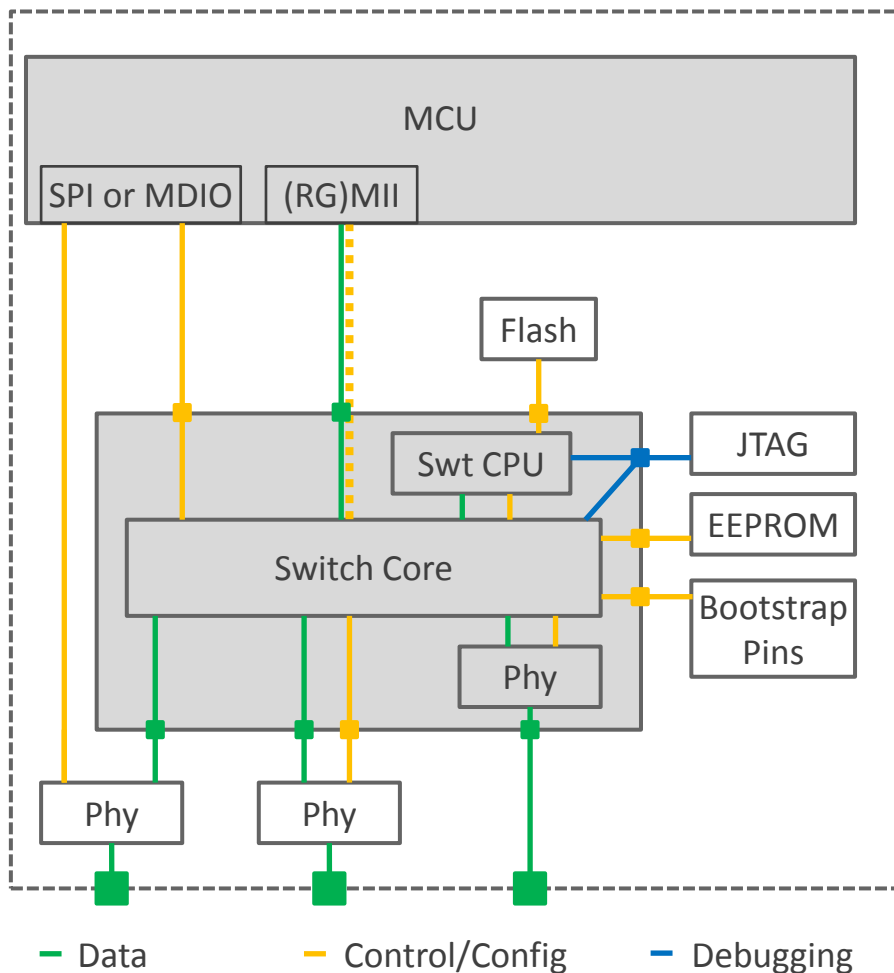 MCU
SPI or MDIO
(RG)MII
Flash
Swt CPU
JTAG
EEPROM
Switch Core
Bootstrap
Pins
Phy
Phy
Phy
Data
Control/Config
Debugging